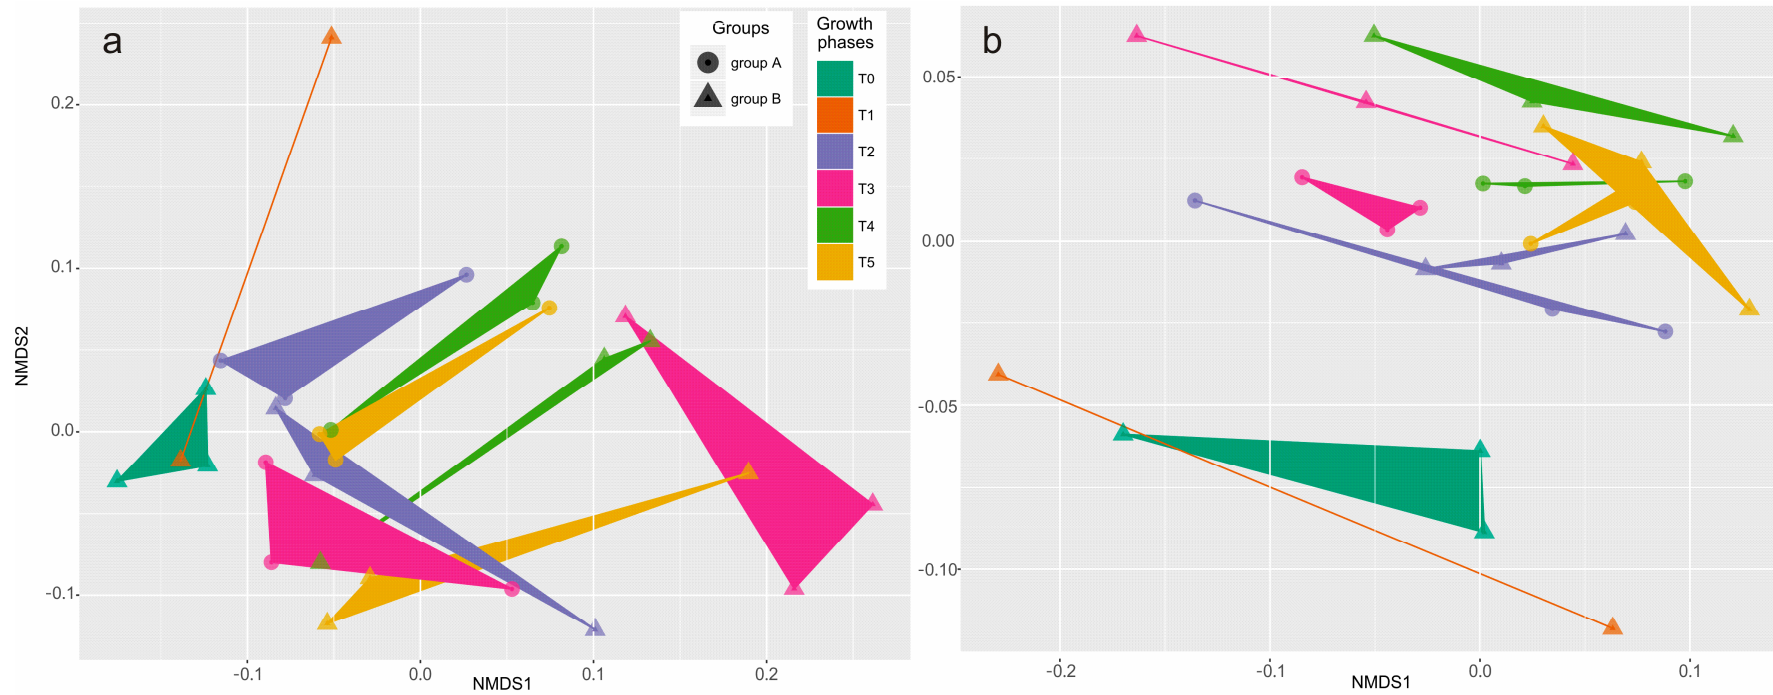 a
Groups
group A
group B
Growth
phases
T0
T1
T2
T3
T4
T5
NMDS2
0.2
0.1
0.0
-0.1
-0.1
0.0
0.1
0.2
NMDS1
b
0.05
0.00
-0.05
-0.10
-0.2
-0.1
0.0
0.1
NMDS1